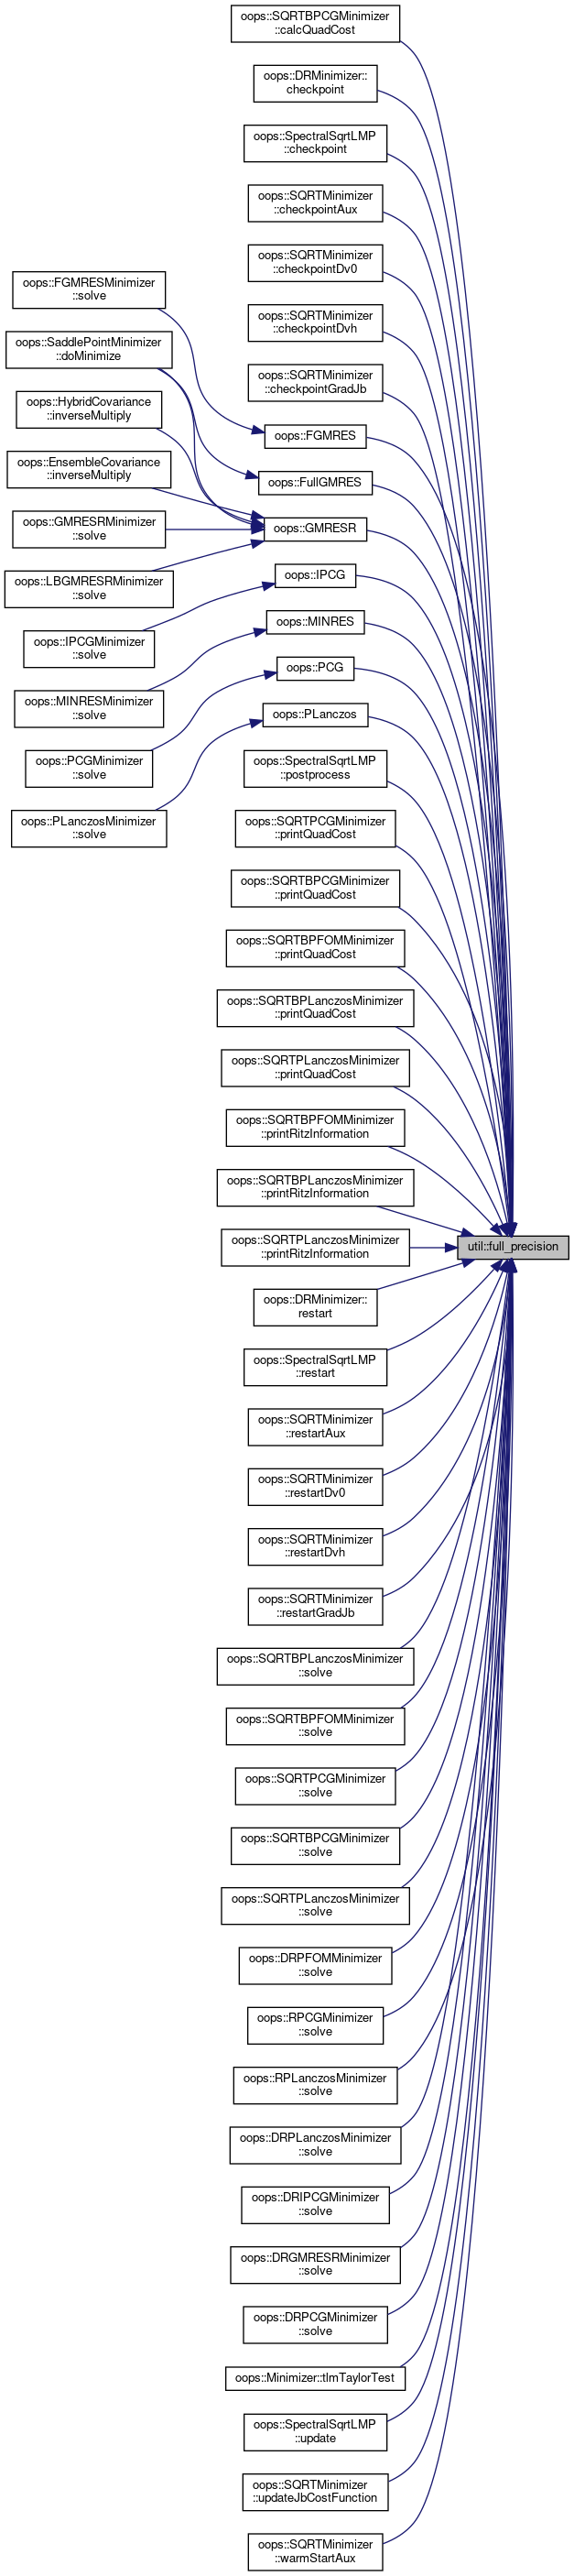 oops::SQRTBPCGMinimizer
::calcQuadCost
oops::DRMinimizer::
checkpoint
oops::SpectralSqrtLMP
::checkpoint
oops::SQRTMinimizer
::checkpointAux
oops::SQRTMinimizer
::checkpointDv0
oops::SQRTMinimizer
::checkpointDvh
oops::SQRTMinimizer
::checkpointGradJb
oops::FGMRESMinimizer
::solve
oops::SaddlePointMinimizer
::doMinimize
oops::HybridCovariance
::inverseMultiply
oops::EnsembleCovariance
::inverseMultiply
oops::GMRESRMinimizer
::solve
oops::LBGMRESRMinimizer
::solve
oops::IPCGMinimizer
::solve
oops::MINRESMinimizer
::solve
oops::PCGMinimizer
::solve
oops::PLanczosMinimizer
::solve
oops::FGMRES
oops::FullGMRES
oops::GMRESR
oops::IPCG
oops::MINRES
oops::PCG
oops::PLanczos
oops::SpectralSqrtLMP
::postprocess
oops::SQRTPCGMinimizer
::printQuadCost
oops::SQRTBPCGMinimizer
::printQuadCost
oops::SQRTBPFOMMinimizer
::printQuadCost
oops::SQRTBPLanczosMinimizer
::printQuadCost
oops::SQRTPLanczosMinimizer
::printQuadCost
oops::SQRTBPFOMMinimizer
::printRitzInformation
oops::SQRTBPLanczosMinimizer
::printRitzInformation
oops::SQRTPLanczosMinimizer
::printRitzInformation
util::full_precision
oops::DRMinimizer::
restart
oops::SpectralSqrtLMP
::restart
oops::SQRTMinimizer
::restartAux
oops::SQRTMinimizer
::restartDv0
oops::SQRTMinimizer
::restartDvh
oops::SQRTMinimizer
::restartGradJb
oops::SQRTBPLanczosMinimizer
::solve
oops::SQRTBPFOMMinimizer
::solve
oops::SQRTPCGMinimizer
::solve
oops::SQRTBPCGMinimizer
::solve
oops::SQRTPLanczosMinimizer
::solve
oops::DRPFOMMinimizer
::solve
oops::RPCGMinimizer
::solve
oops::RPLanczosMinimizer
::solve
oops::DRPLanczosMinimizer
::solve
oops::DRIPCGMinimizer
::solve
oops::DRGMRESRMinimizer
::solve
oops::DRPCGMinimizer
::solve
oops::Minimizer::tlmTaylorTest
oops::SpectralSqrtLMP
::update
oops::SQRTMinimizer
::updateJbCostFunction
oops::SQRTMinimizer
::warmStartAux